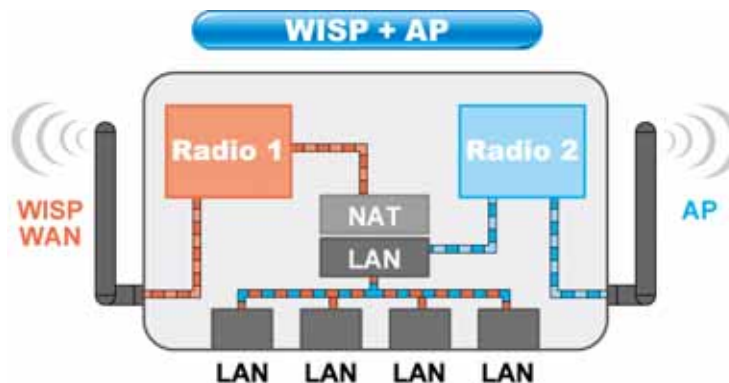 WISP + AP
Radio 1
Radio 2
WISP
WAN
NAT
AP
LAN
LAN
LAN
LAN
LAN